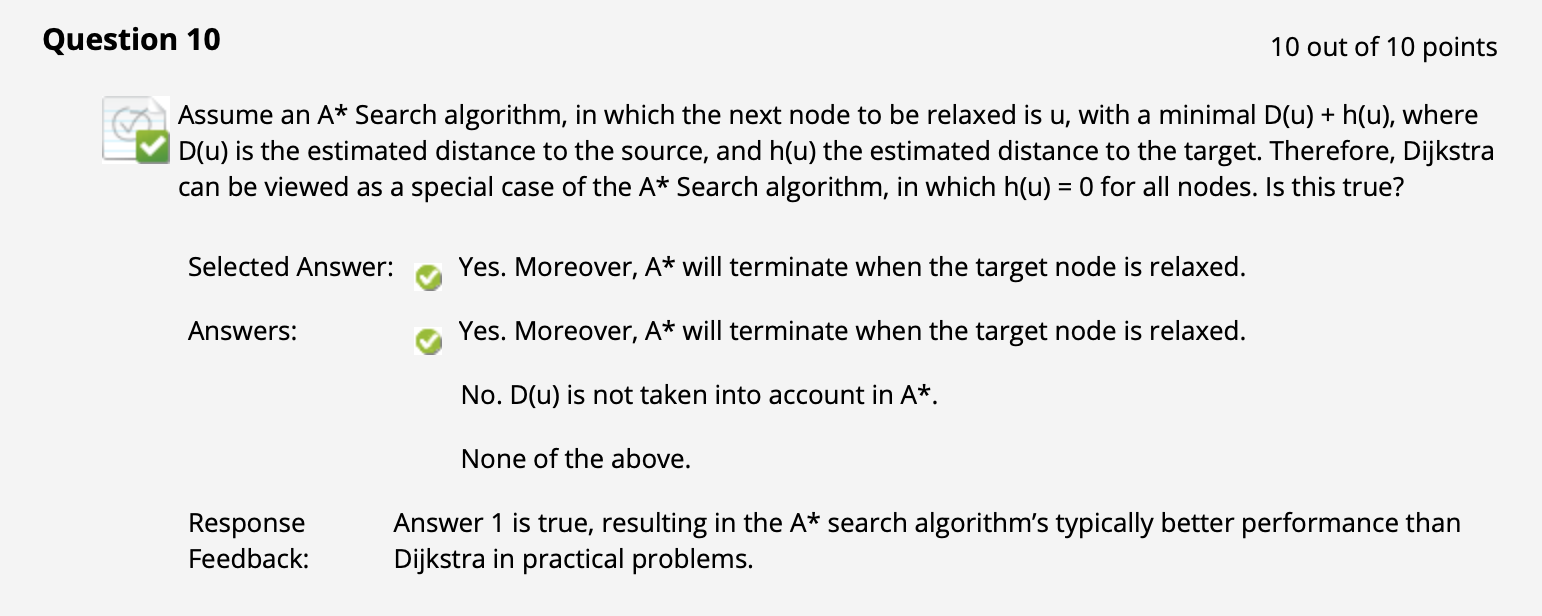 Question 10
10 out of 10 points
Assume an A* Search algorithm, in which the next node to be relaxed is u, with a minimal D(u) + h(u), where
D(u) is the estimated distance to the source, and h(u) the estimated distance to the target. Therefore, Dijkstra
can be viewed as a special case of the A* Search algorithm, in which h(u) = 0 for all nodes. Is this true?
Selected Answer: Yes. Moreover, A* will terminate when the target node is relaxed.
Answers: Yes. Moreover, A* will terminate when the target node is relaxed.
No. D(u) is not taken into account in A*.
None of the above.
Response Answer 1 is true, resulting in the A* search algorithm’s typically better performance than
Feedback: Dijkstra in practical problems.